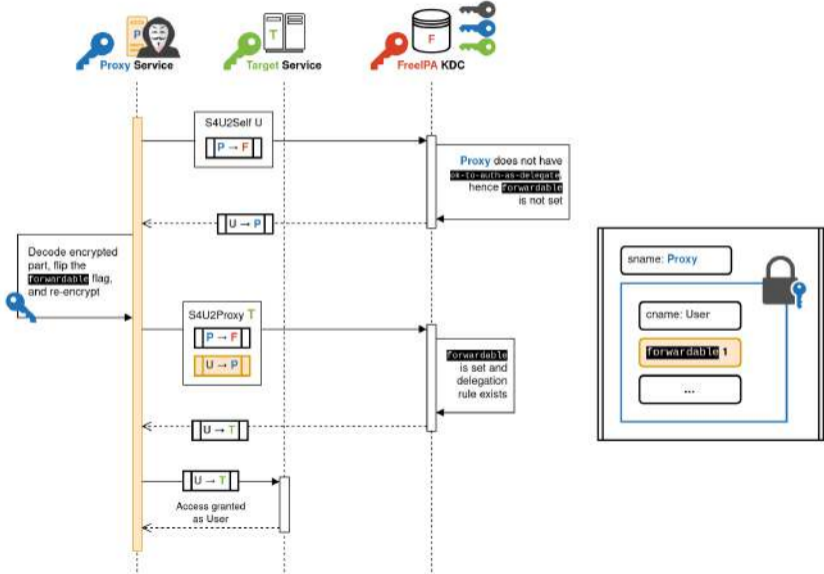 P
T
F
Proxy Service
Target Service
FreeIPA KDC
S4U2Self U
P → F
Proxy does not have
ok-to-auth-as-delegate,
hence forwardable
is not set
U → P
Decode encrypted
part, flip the
forwardable flag,
and re-encrypt
S4U2Proxy T
P → F
U → P
forwardable
is set and
delegation
rule exists
U → T
U → T
Access granted
as User
sname: Proxy
cname: User
forwardable 1
...